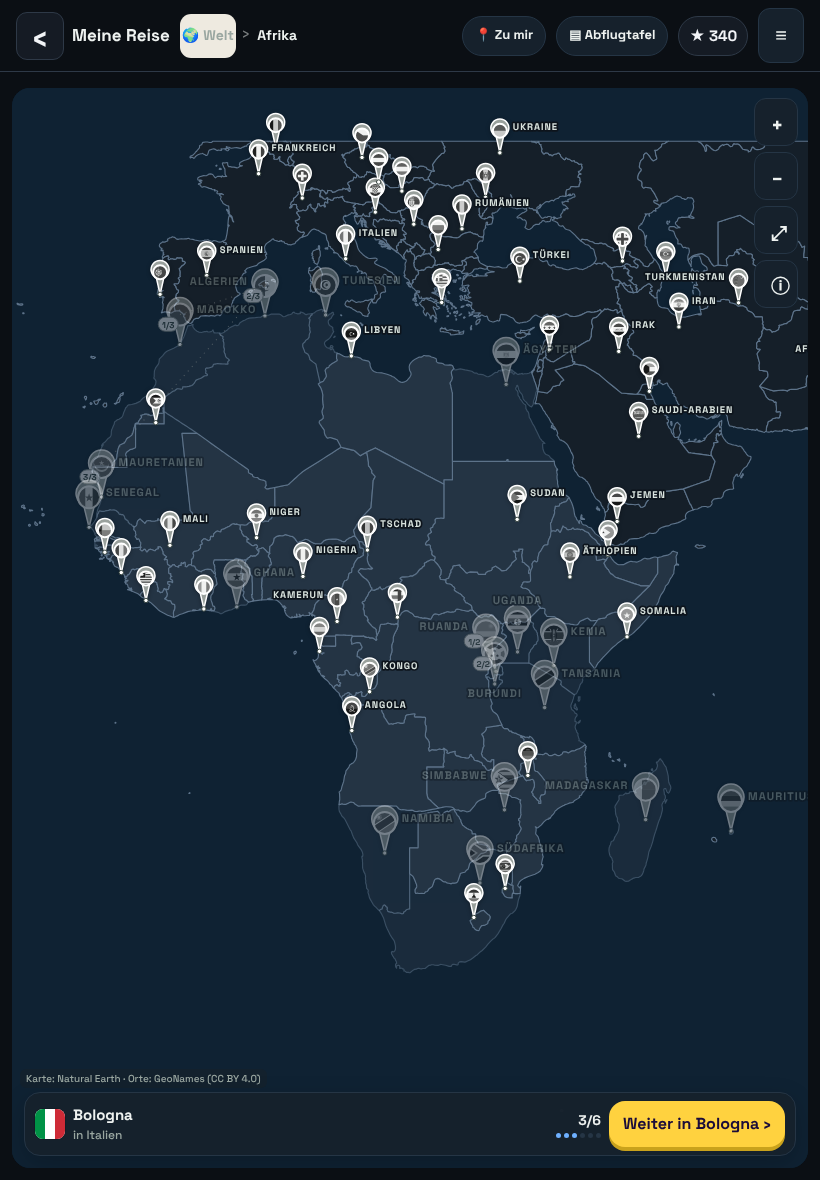 Meine Reise
🌍 Welt
>
Afrika
📍 Zu mir
Abflugtafel
★ 340
UKRAINE
FRANKREICH
RUMÄNIEN
ITALIEN
SPANIEN
TÜRKEI
TURKMENISTAN
ALGERIEN
2/3
TUNESIEN
MAROKKO
1/3
IRAN
LIBYEN
IRAK
ÄGYPTEN
AF
SAUDI-ARABIEN
MAURETANIEN
3/3
SENEGAL
SUDAN
JEMEN
MALI
NIGER
TSCHAD
NIGERIA
ÄTHIOPIEN
GHANA
KAMERUN
UGANDA
SOMALIA
RUANDA
1/2
KENIA
2/2
KONGO
TANSANIA
BURUNDI
ANGOLA
SIMBABWE
MADAGASKAR
MAURITIU
NAMIBIA
SÜDAFRIKA
Karte: Natural Earth · Orte: GeoNames (CC BY 4.0)
Bologna
in Italien
3/6
Weiter in Bologna >